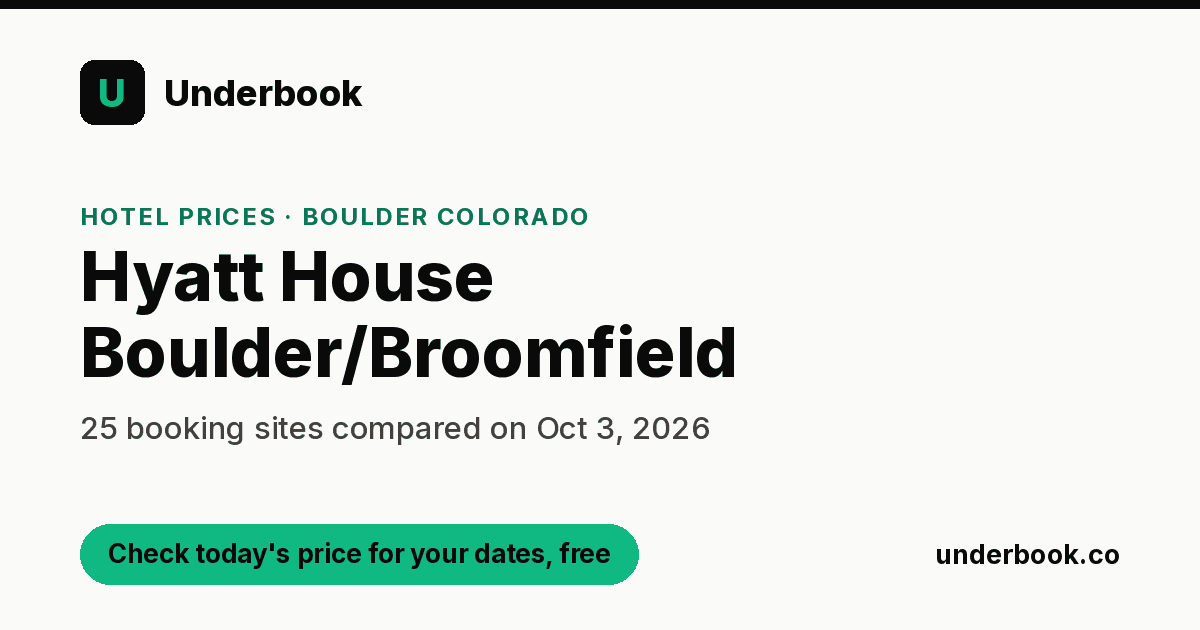 U
Underbook
HOTEL PRICES · BOULDER COLORADO
Hyatt House
Boulder/Broomfield
25 booking sites compared on Oct 3, 2026
Check today's price for your dates, free
underbook.co